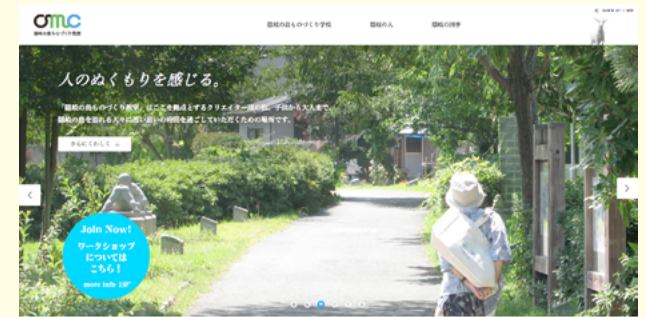 omc
隠岐の島ものづくり学校
隠岐の島ものづくり学校
隠岐の人
隠岐の四季
人のぬくもりを感じる。
「隠岐の島ものづくり学校」はここを拠点とするクリエイター達の他、子供から大人まで、
隠岐の島を訪れる人々に思い思いの時間を過ごしていただくための場所です。
さらにくわしく
Join Now!
ワークショップ
については
こちら！
more info